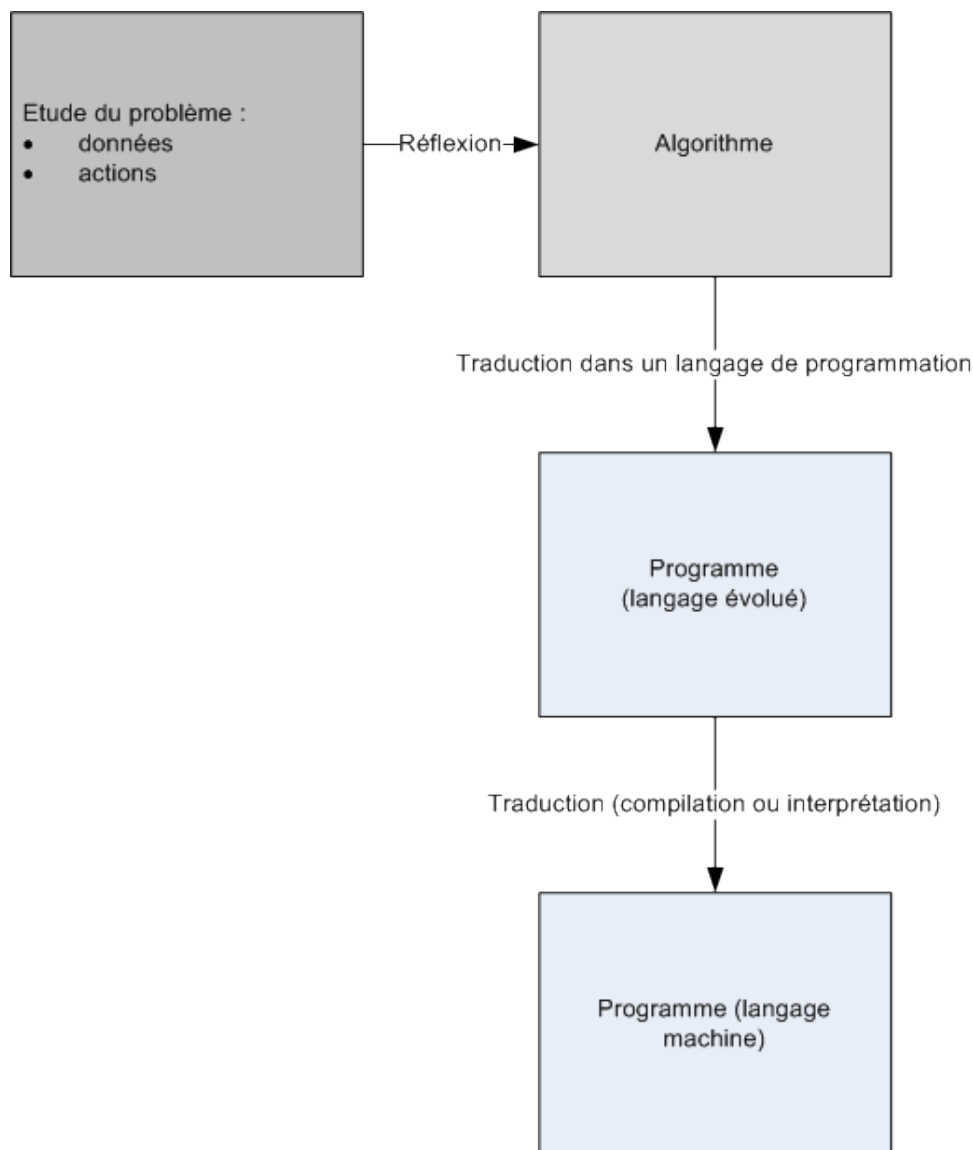 Etude du problème :
• données
• actions
Réflexion
Algorithme
Traduction dans un langage de programmation
Programme
(langage évolué)
Traduction (compilation ou interprétation)
Programme (langage
machine)